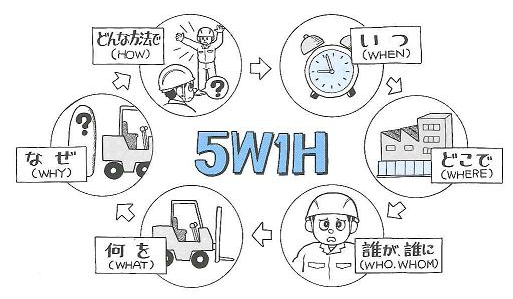 どんな方法で
(HOW)
?
いつ
(WHEN)
?
なぜ
(WHY)
5W1H
どこで
(WHERE)
何を
(WHAT)
誰が、誰に
(WHO.WHOM)